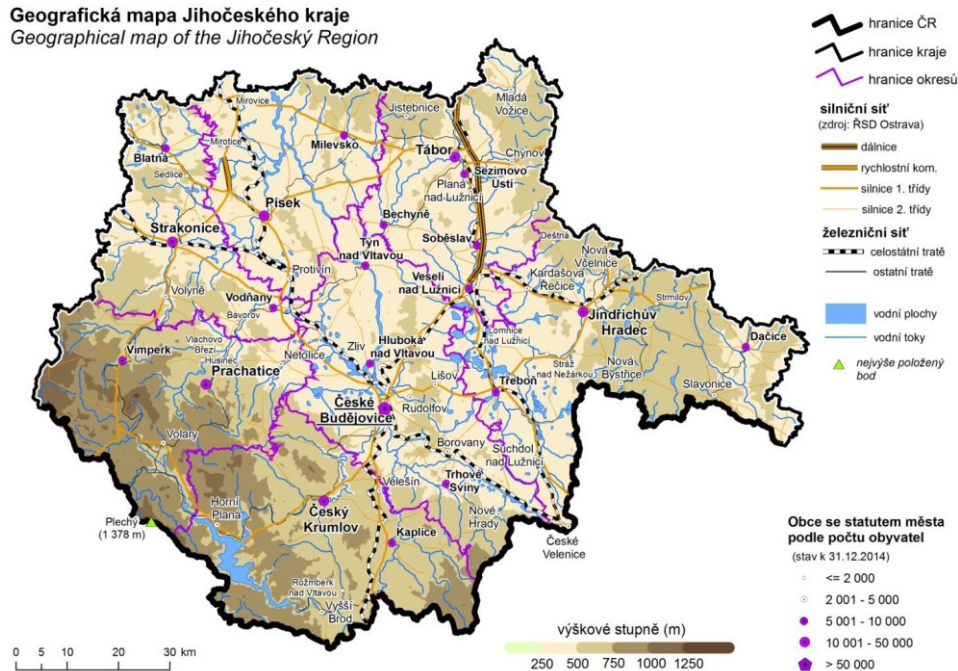 Geografická mapa Jihočeského kraje
Geographical map of the Jihočeský Region
hranice ČR
hranice kraje
hranice okresů
silniční síť
(zdroj: ŘSD Ostrava)
dálnice
rychlostní kom.
silnice 1. třídy
silnice 2. třídy
železniční síť
celostátní tratě
ostatní tratě
vodní plochy
vodní toky
nejvýše položený
bod
Mirovice
Mirotice
Blatná
Sedlice
Milevsko
Jistebnice
Mladá
Vožice
Tábor
Chýnov
Sezimovo
Ústí
Planá
nad Lužnicí
Písek
Strakonice
Bechyně
Soběslav
Deštná
Týn
nad Vltavou
Nová
Včelnice
Kardašova
Řečice
Protivín
Volyně
Vodňany
Bavorov
Veselí
nad Lužnicí
Strmilov
Jindřichův
Hradec
Dačice
Vlachovo
Březí
Husinec
Vimperk
Prachatice
Netolice
Zliv
Hluboká
nad Vltavou
Lomnice
nad Lužnicí
Lišov
Stráž
nad Nežárkou
Nová
Bystřice
Slavonice
Třeboň
České
Budějovice
Rudolfov
Volary
Borovany
Suchdol
nad Lužnicí
Velešín
Trhové
Sviny
Horní
Planá
Český
Krumlov
Nové
Hrady
České
Velenice
Kaplice
Plechý
(1 378 m)
Rožmberk
nad Vltavou
Vyšší
Brod
Obce se statutem města
podle počtu obyvatel
(stav k 31.12.2014)
<= 2 000
2 001 - 5 000
5 001 - 10 000
10 001 - 50 000
> 50 000
výškové stupně (m)
250 500 750 1000 1250
0 5 10 20 30 km